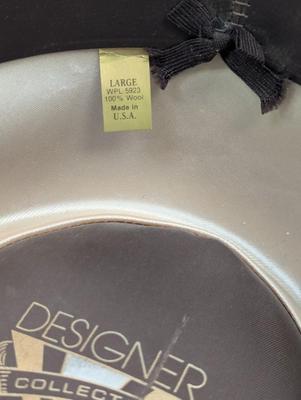 LARGE
WPL 5923
100% Wool
Made in
U.S.A.
DESIGNER
COLLECT